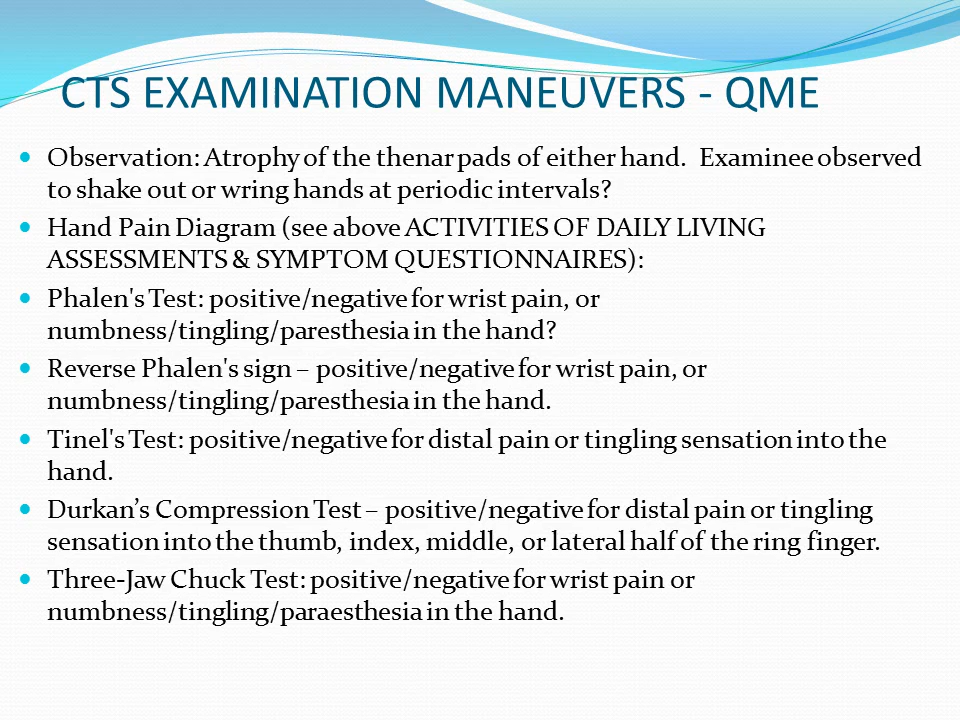 CTS EXAMINATION MANEUVERS - QME
• Observation: Atrophy of the thenar pads of either hand.  Examinee observed
to shake out or wring hands at periodic intervals?
• Hand Pain Diagram (see above ACTIVITIES OF DAILY LIVING
ASSESSMENTS & SYMPTOM QUESTIONNAIRES):
• Phalen's Test: positive/negative for wrist pain, or
numbness/tingling/paresthesia in the hand?
• Reverse Phalen's sign – positive/negative for wrist pain, or
numbness/tingling/paresthesia in the hand.
• Tinel's Test: positive/negative for distal pain or tingling sensation into the
hand.
• Durkan’s Compression Test – positive/negative for distal pain or tingling
sensation into the thumb, index, middle, or lateral half of the ring finger.
• Three-Jaw Chuck Test: positive/negative for wrist pain or
numbness/tingling/paraesthesia in the hand.